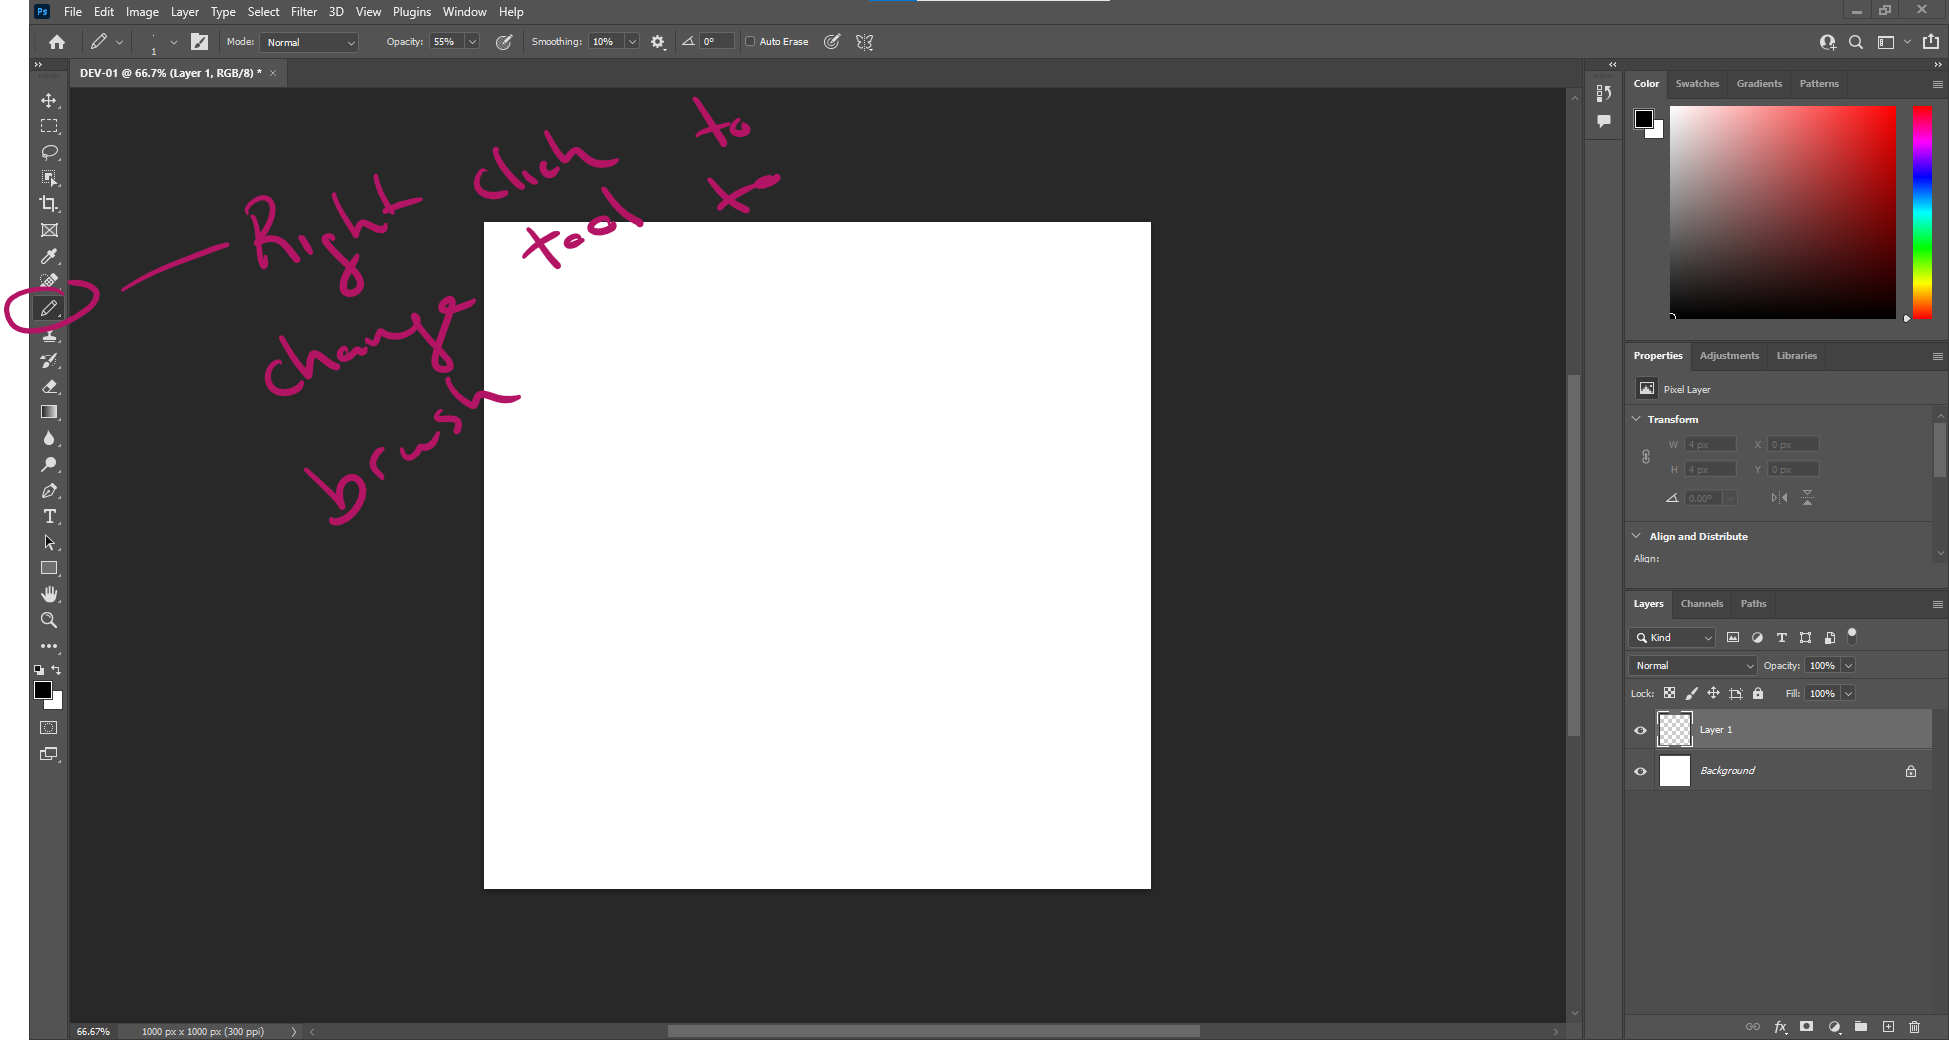 Ps File Edit Image Layer Type Select Filter 3D View Plugins Window Help
1 Mode: Normal Opacity: 55% Smoothing: 10% 0° Auto Erase
DEV-01 @ 66.7% (Layer 1, RGB/8) * ×
Right click to
change tool to
brush
T
66.67% 1000 px x 1000 px (300 ppi)
Color Swatches Gradients Patterns
Properties Adjustments Libraries
Pixel Layer
Transform
W 4 px X 0 px
H 4 px Y 0 px
0.00°
Align and Distribute
Align:
Layers Channels Paths
Kind T
Normal Opacity: 100%
Lock: Fill: 100%
Layer 1
Background
fx